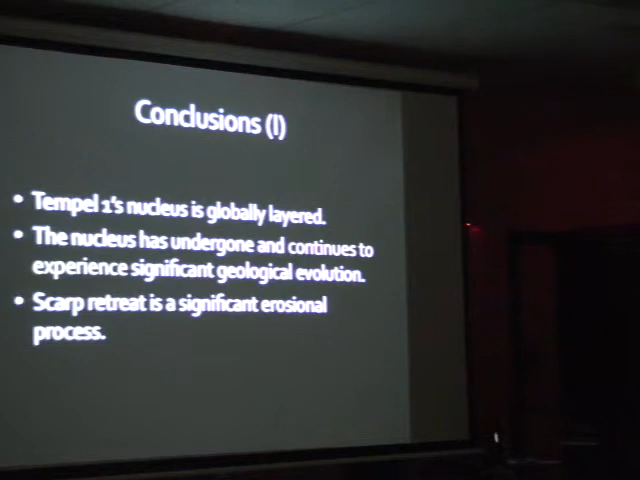 Conclusions (I)
• Tempel 1's nucleus is globally layered.
• The nucleus has undergone and continues to
experience significant geological evolution.
• Scarp retreat is a significant erosional
process.